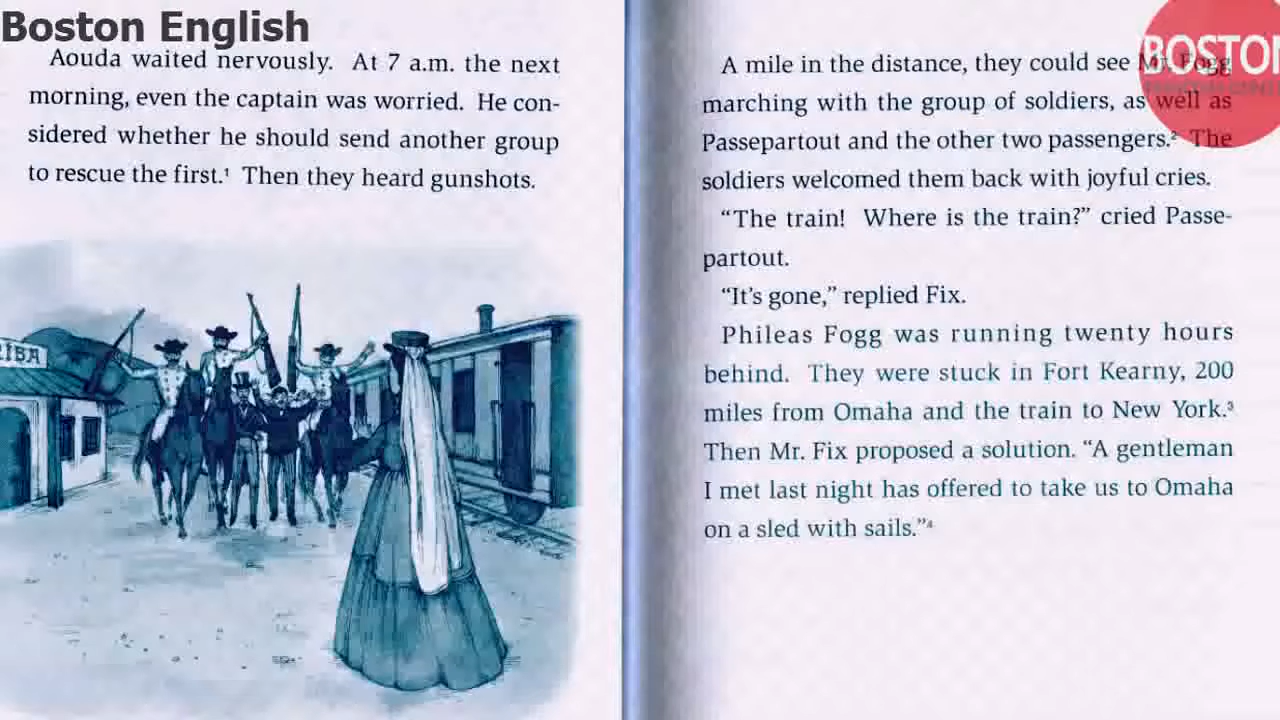 Boston English
Aouda waited nervously. At 7 a.m. the next
morning, even the captain was worried. He con-
sidered whether he should send another group
to rescue the first.¹ Then they heard gunshots.
RIBA
BOSTON
A mile in the distance, they could see Mr. Fogg
marching with the group of soldiers, as well as
Passepartout and the other two passengers.² The
soldiers welcomed them back with joyful cries.
“The train! Where is the train?” cried Passe-
partout.
“It's gone,” replied Fix.
Phileas Fogg was running twenty hours
behind. They were stuck in Fort Kearny, 200
miles from Omaha and the train to New York.³
Then Mr. Fix proposed a solution. “A gentleman
I met last night has offered to take us to Omaha
on a sled with sails.”⁴